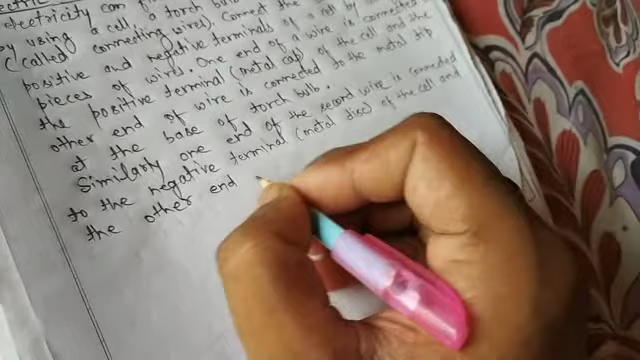 electricity can
by using a cell, a torch bulb
(called connecting wires). Connect the
positive and negative terminals of a cell by
pieces of wires. One end of a wire is connected
the positive terminal (metal cap) of the cell and the
other end of wire is connected to the metal tip
at the base of torch bulb.
Similarly one end of the second wire is connected
to the negative terminal (metal disc) of the cell and
the other end